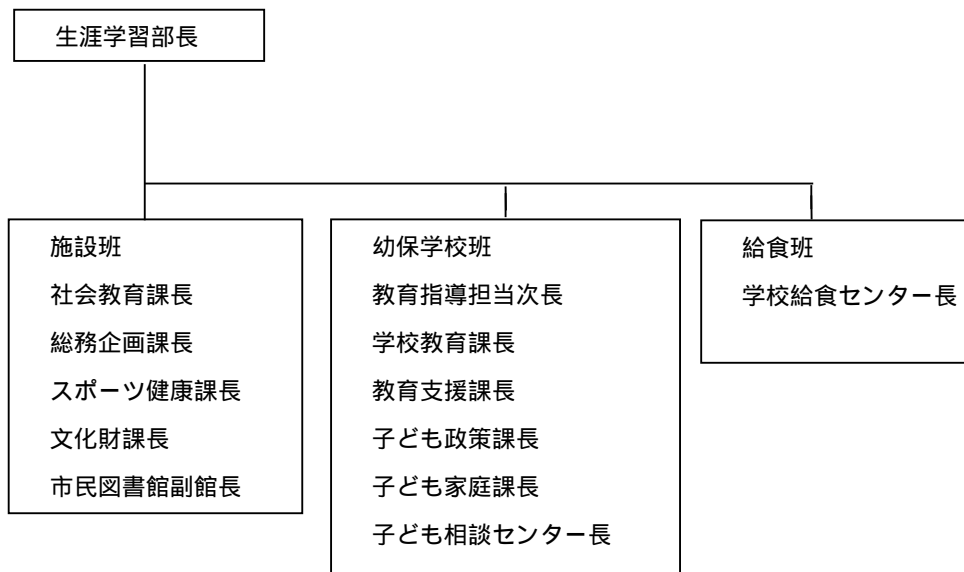 生涯学習部長
施設班
社会教育課長
総務企画課長
スポーツ健康課長
文化財課長
市民図書館副館長
幼保学校班
教育指導担当次長
学校教育課長
教育支援課長
子ども政策課長
子ども家庭課長
子ども相談センター長
給食班
学校給食センター長